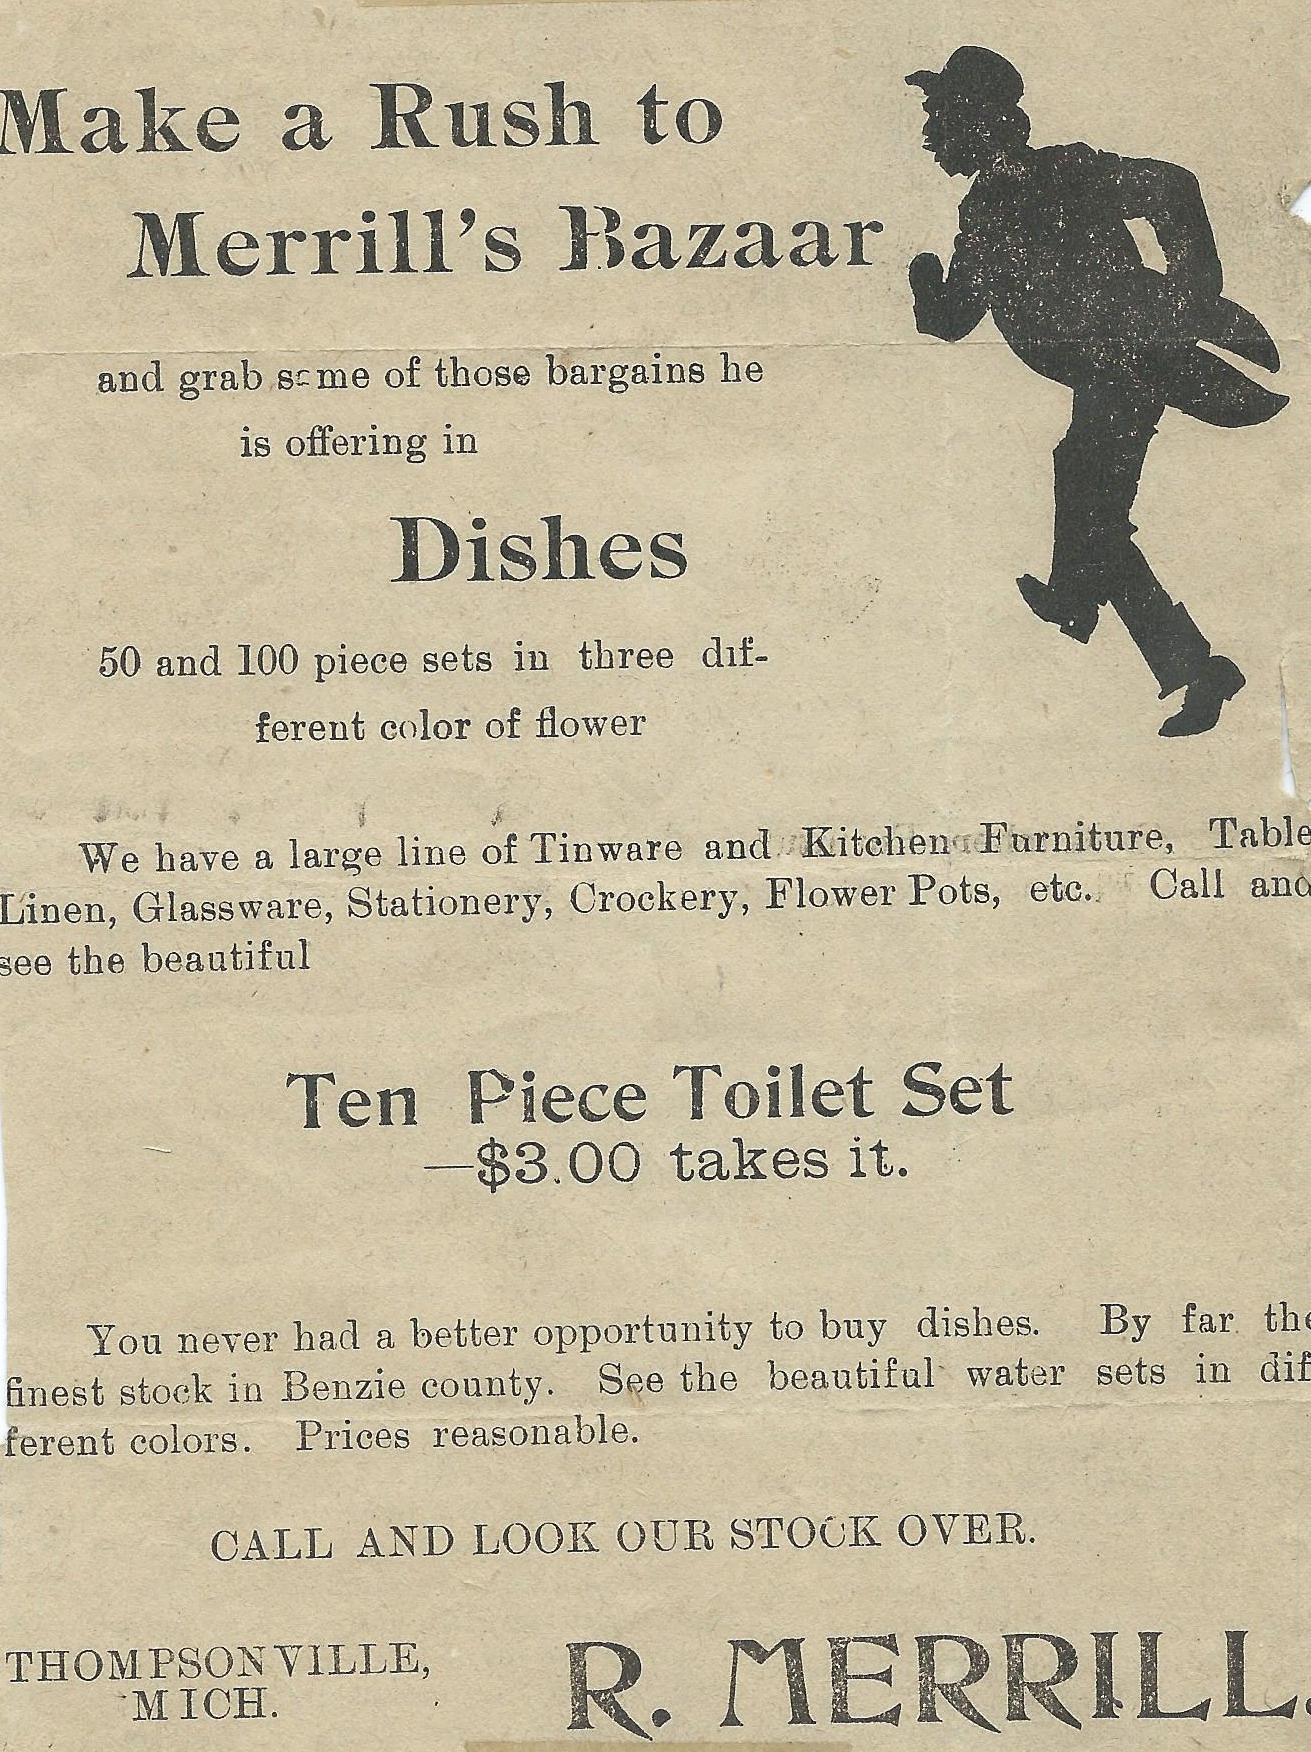 Make a Rush to
Merrill's Bazaar
and grab some of those bargains he
is offering in
Dishes
50 and 100 piece sets in three dif-
ferent color of flower
We have a large line of Tinware and Kitchen Furniture, Table
Linen, Glassware, Stationery, Crockery, Flower Pots, etc. Call and
see the beautiful
Ten Piece Toilet Set
—$3.00 takes it.
You never had a better opportunity to buy dishes. By far the
finest stock in Benzie county. See the beautiful water sets in dif
ferent colors. Prices reasonable.
CALL AND LOOK OUR STOCK OVER.
THOMPSONVILLE,
MICH.
R. MERRILL.